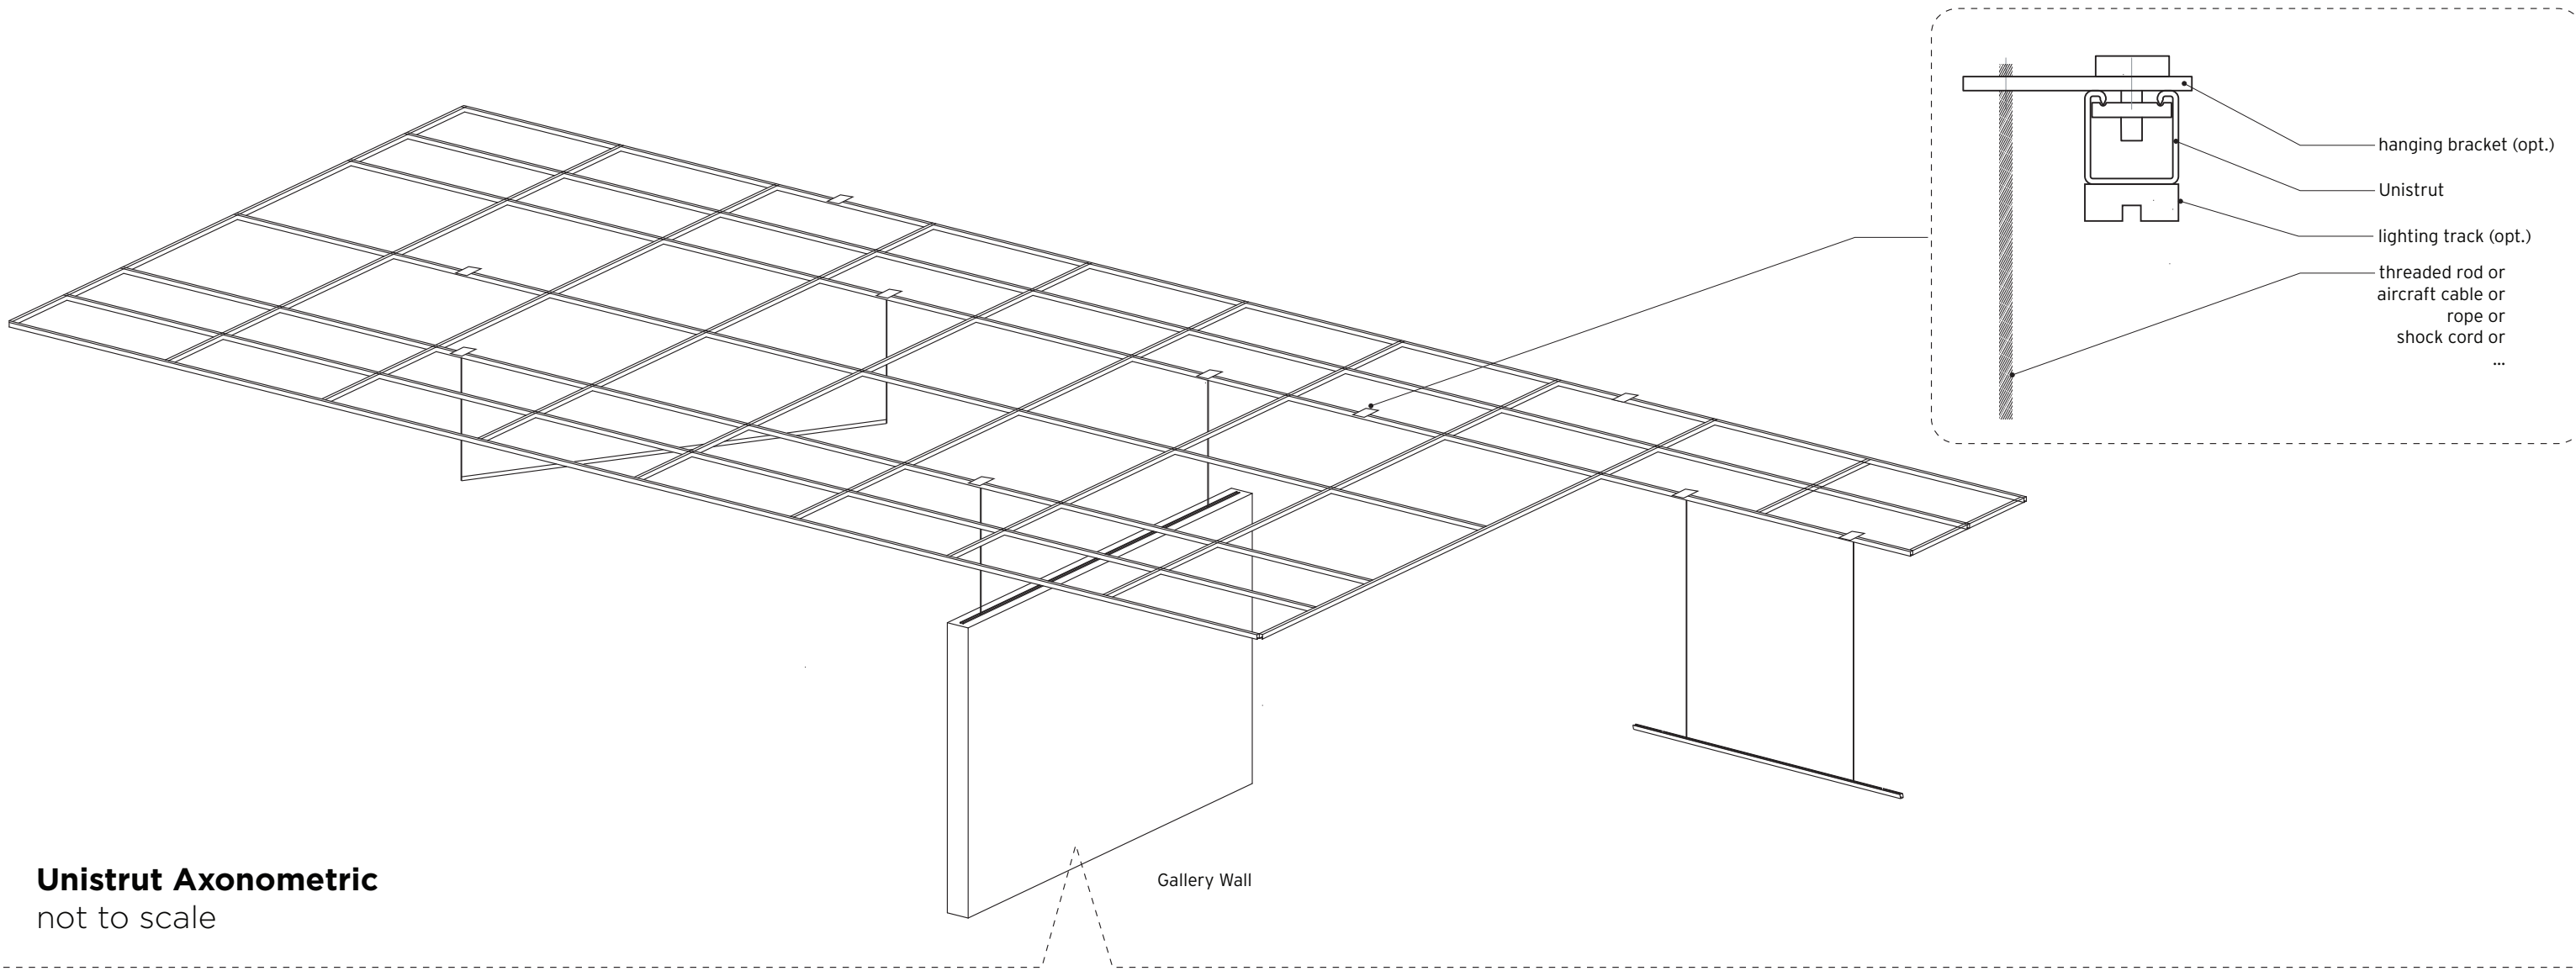 hanging bracket (opt.)
Unistrut
lighting track (opt.)
threaded rod or
aircraft cable or
rope or
shock cord or
...
Gallery Wall
Unistrut Axonometric
not to scale